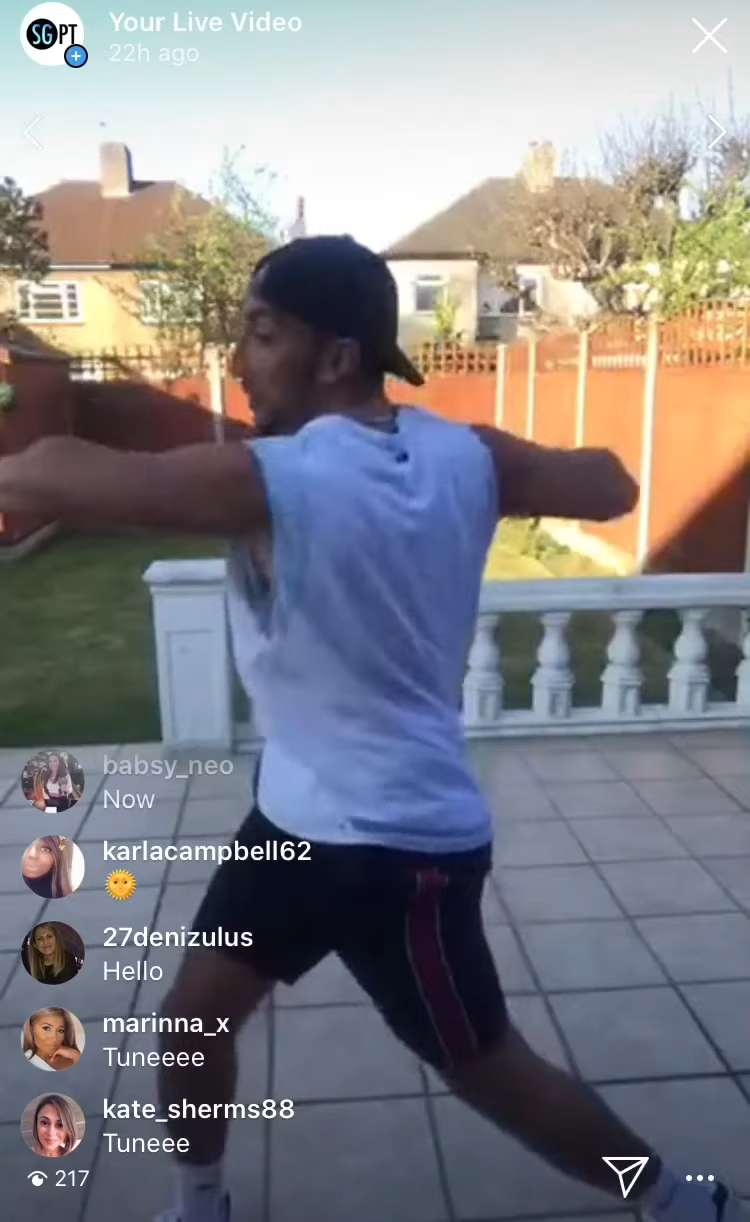 SGPT
Your Live Video
22h ago
babsy_neo
Now
karlacampbell62
🌞
27denizulus
Hello
marinna_x
Tuneeee
kate_sherms88
Tuneee
217